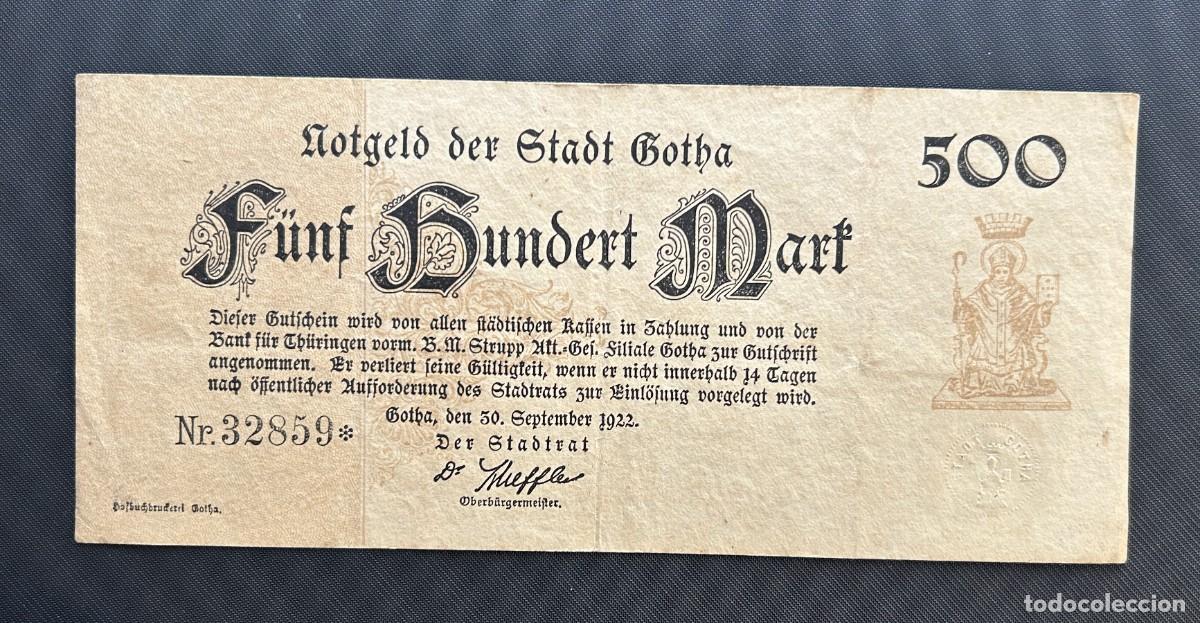 Notgeld der Stadt Gotha
500
Fünf Hundert Mark
Dieser Gutschein wird von allen städtischen Kassen in Zahlung und von der
Bank für Thüringen vorm. B.M. Strupp Akt.-Ges. Filiale Gotha zur Gutschrift
angenommen. Er verliert seine Gültigkeit, wenn er nicht innerhalb 14 Tagen
nach öffentlicher Aufforderung des Stadtrats zur Einlösung vorgelegt wird.
Gotha, den 30. September 1922.
Nr. 32859*
Der Stadtrat
Dr
Oberbürgermeister.
Hofbuchdruckerei Gotha.
todocoleccion